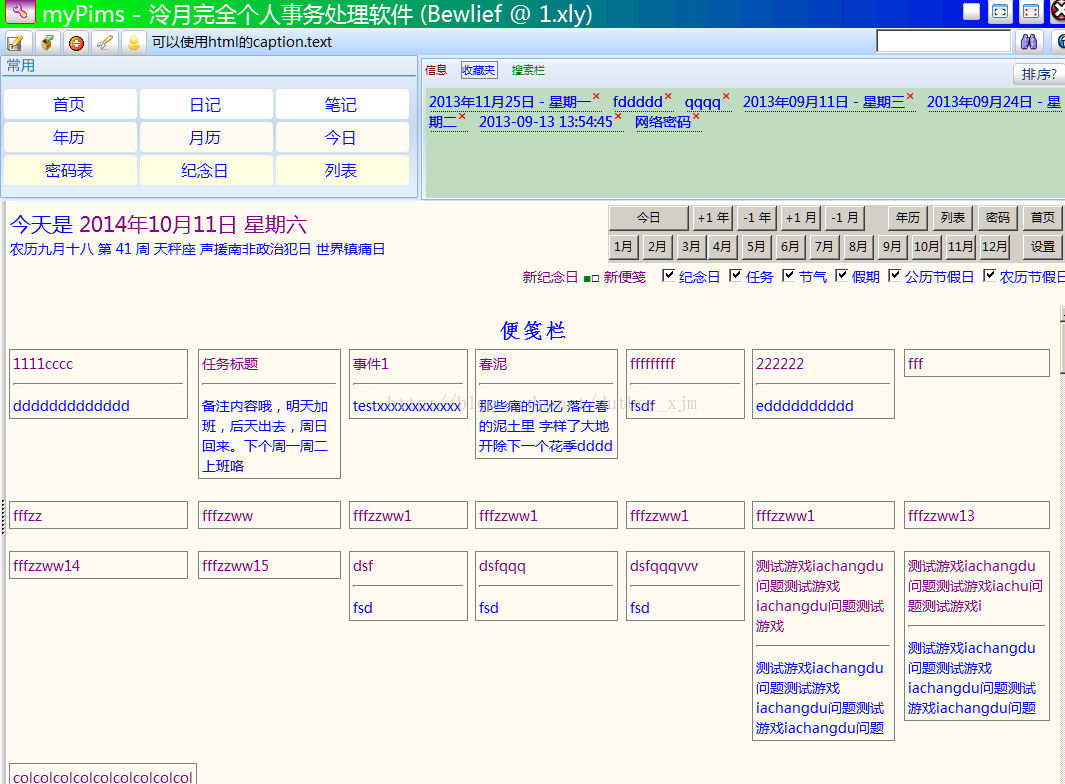 myPims - 泠月完全个人事务处理软件 (Bewlief @ 1.xly)
可以使用html的caption.text
常用
首页 日记 笔记
年历 月历 今日
密码表 纪念日 列表
信息 收藏夹 搜索栏
排序?
2013年11月25日 - 星期一 fddddd qqqq 2013年09月11日 - 星期三 2013年09月24日 - 星
期二 2013-09-13 13:54:45 网络密码
今天是 2014年10月11日 星期六
农历九月十八 第 41 周 天秤座 声援南非政治犯日 世界镇痛日
今日 +1 年 -1 年 +1 月 -1 月 年历 列表 密码 首页
1月 2月 3月 4月 5月 6月 7月 8月 9月 10月 11月 12月 设置
新纪念日 新便笺 纪念日 任务 节气 假期 公历节假日 农历节假日
便笺栏
1111cccc
ddddddddddddd
任务标题
备注内容哦，明天加
班，后天出去，周日
回来。下个周一周二
上班咯
事件1
testxxxxxxxxxxxx
春泥
那些痛的记忆 落在春
的泥土里 字样了大地
开除下一个花季dddd
fffffffff
fsdf
222222
edddddddddd
fff
fffzz
fffzzww
fffzzww1
fffzzww1
fffzzww1
fffzzww1
fffzzww13
fffzzww14
fffzzww15
dsf
fsd
dsfqqq
fsd
dsfqqqvvv
fsd
测试游戏iachangdu
问题测试游戏
iachangdu问题测试
游戏
测试游戏iachangdu
问题测试游戏
iachangdu问题测试
游戏iachangdu问题
测试游戏iachangdu
问题测试游戏iachu问
题测试游戏i
测试游戏iachangdu
问题测试游戏
iachangdu问题测试
游戏iachangdu问题
colcolcolcolcolcolcolcolcol